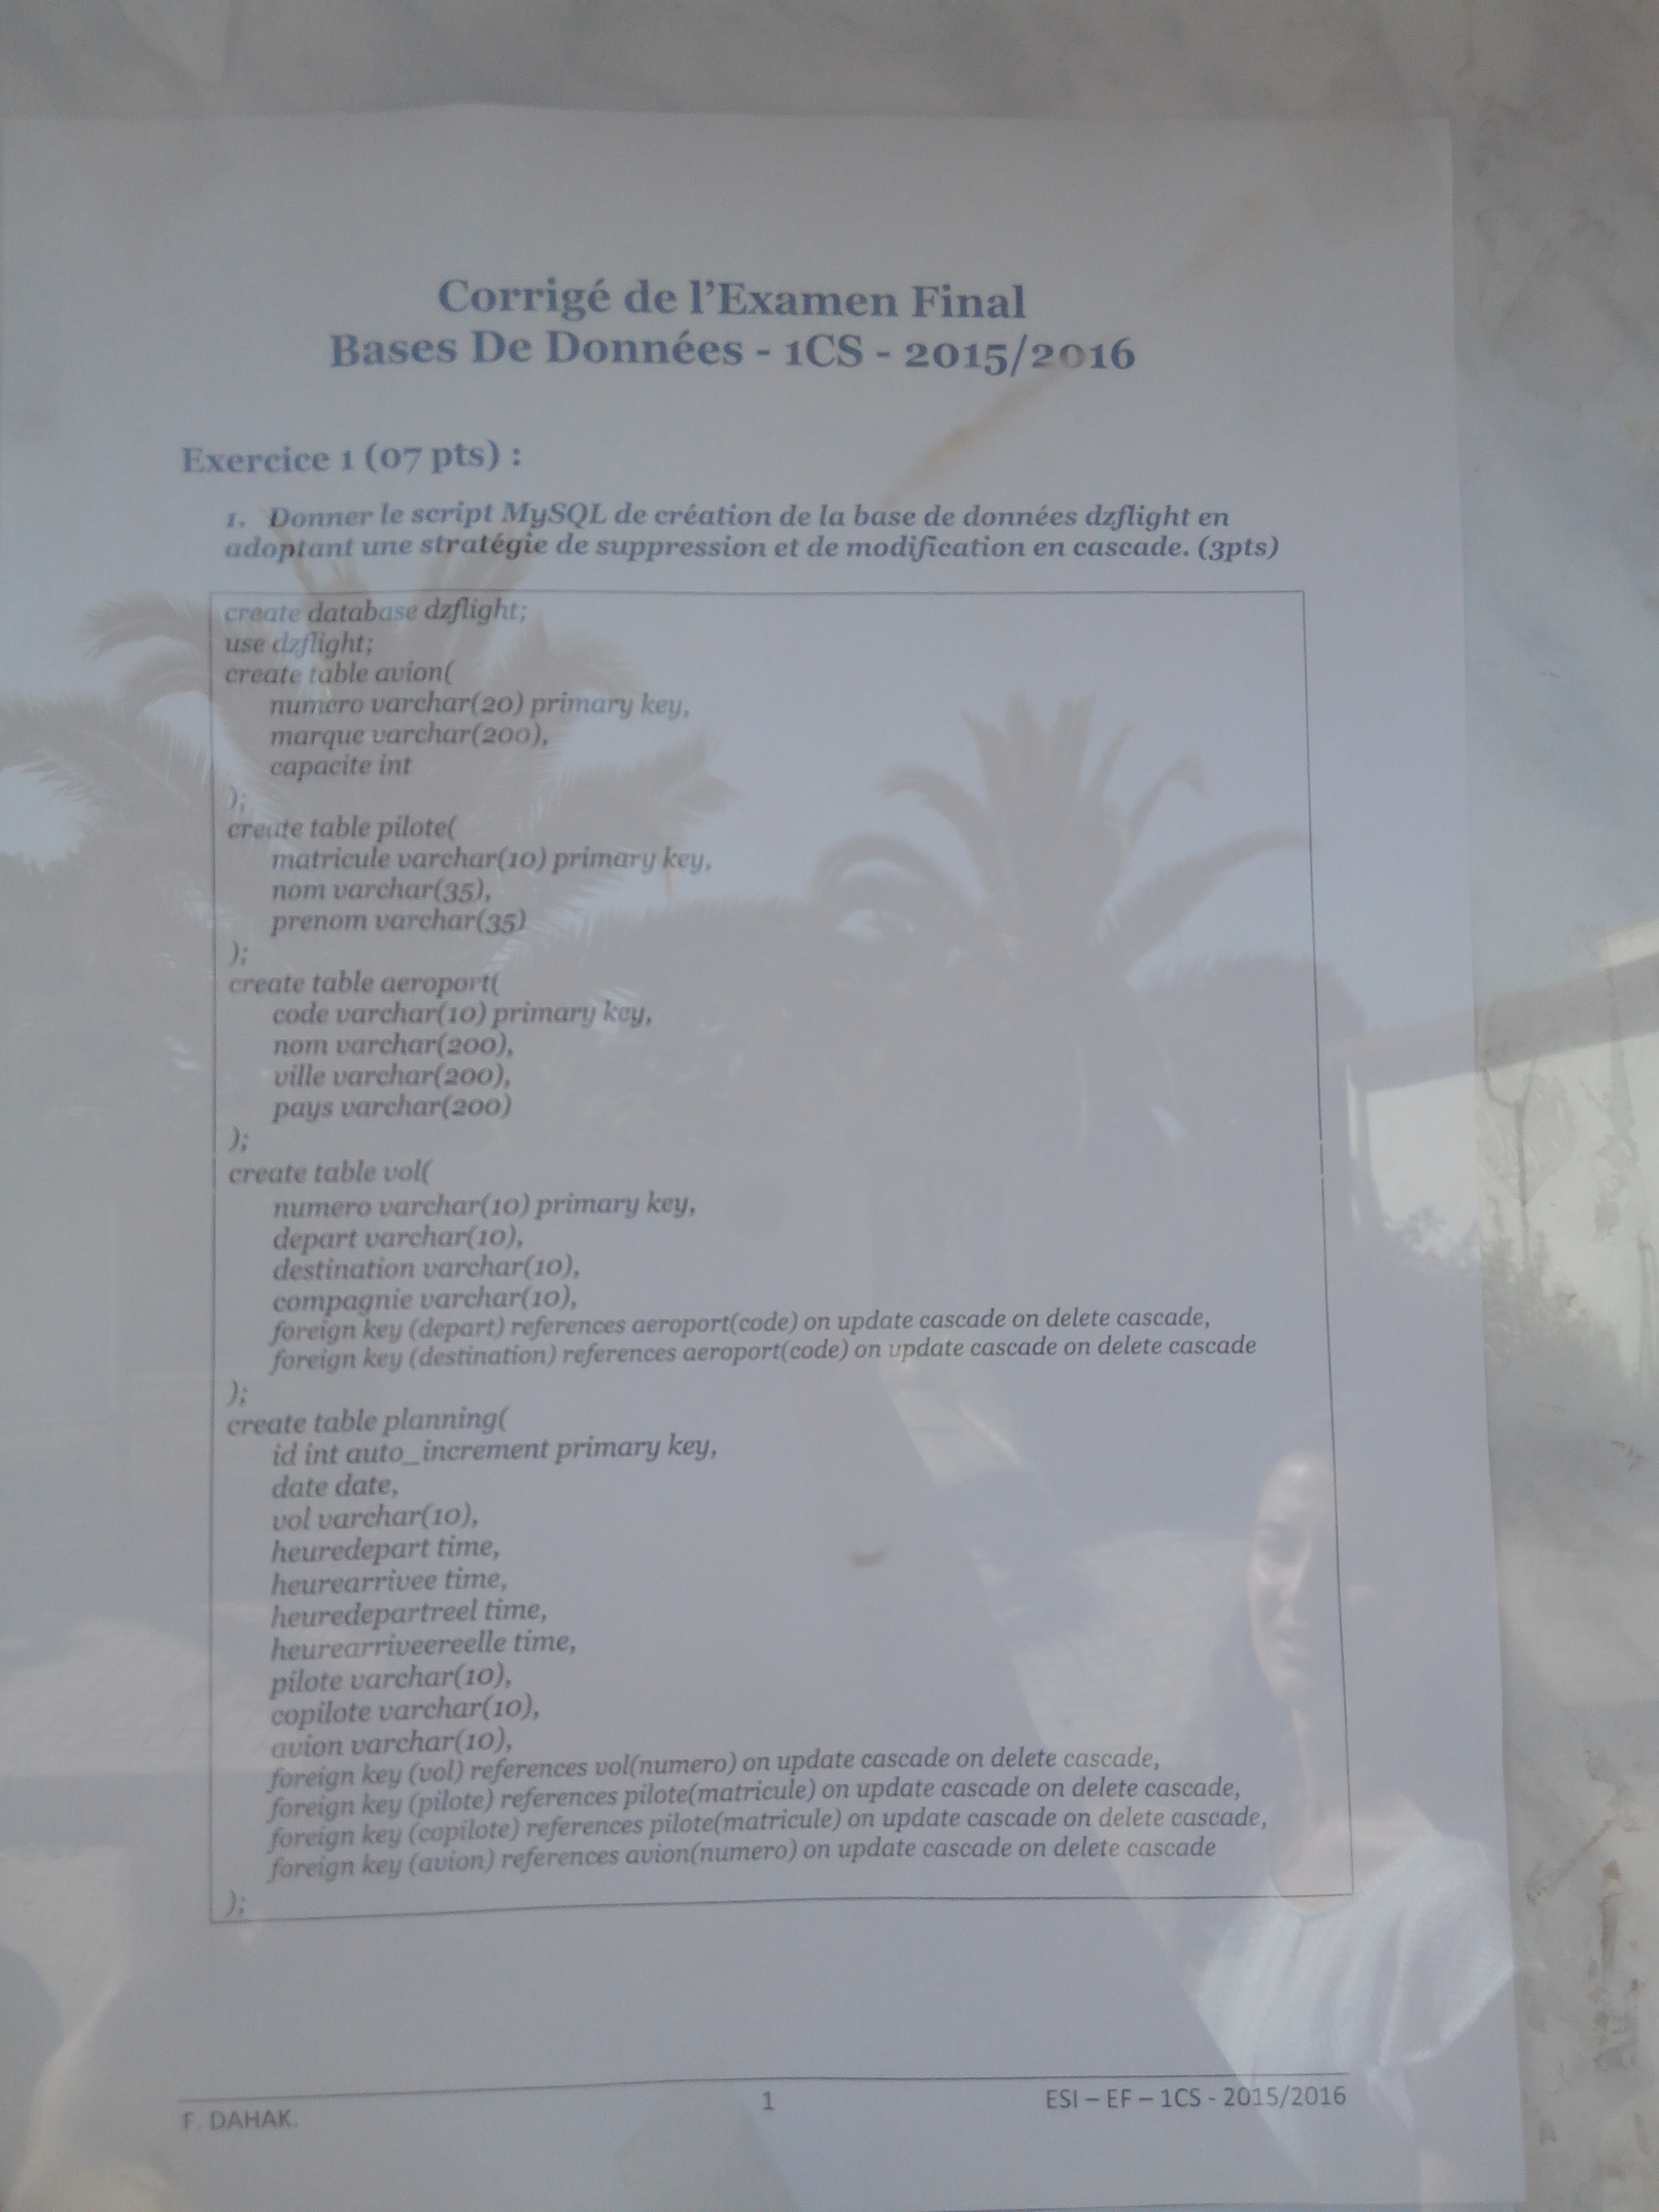 Corrigé de l'Examen Final
Bases De Données - 1CS - 2015/2016
Exercice 1 (07 pts) :
1. Donner le script MySQL de création de la base de données dzflight en
adoptant une stratégie de suppression et de modification en cascade. (3pts)
create database dzflight;
use dzflight;
create table avion(
numero varchar(20) primary key,
marque varchar(200),
capacite int
);
create table pilote(
matricule varchar(10) primary key,
nom varchar(35),
prenom varchar(35)
);
create table aeroport(
code varchar(10) primary key,
nom varchar(200),
ville varchar(200),
pays varchar(200)
);
create table vol(
numero varchar(10) primary key,
depart varchar(10),
destination varchar(10),
compagnie varchar(10),
foreign key (depart) references aeroport(code) on update cascade on delete cascade,
foreign key (destination) references aeroport(code) on update cascade on delete cascade
);
create table planning(
id int auto_increment primary key,
date date,
vol varchar(10),
heuredepart time,
heurearrivee time,
heuredepartreel time,
heurearriveereelle time,
pilote varchar(10),
copilote varchar(10),
avion varchar(10),
foreign key (vol) references vol(numero) on update cascade on delete cascade,
foreign key (pilote) references pilote(matricule) on update cascade on delete cascade,
foreign key (copilote) references pilote(matricule) on update cascade on delete cascade,
foreign key (avion) references avion(numero) on update cascade on delete cascade
);
F. DAHAK.
1
ESI – EF – 1CS - 2015/2016